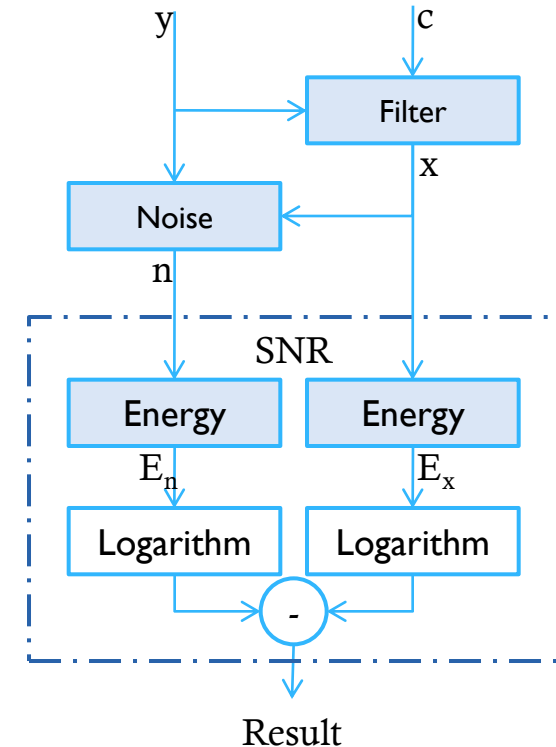 y
c
Filter
x
Noise
n
SNR
Energy
Energy
Eₙ
Eₓ
Logarithm
Logarithm
-
Result